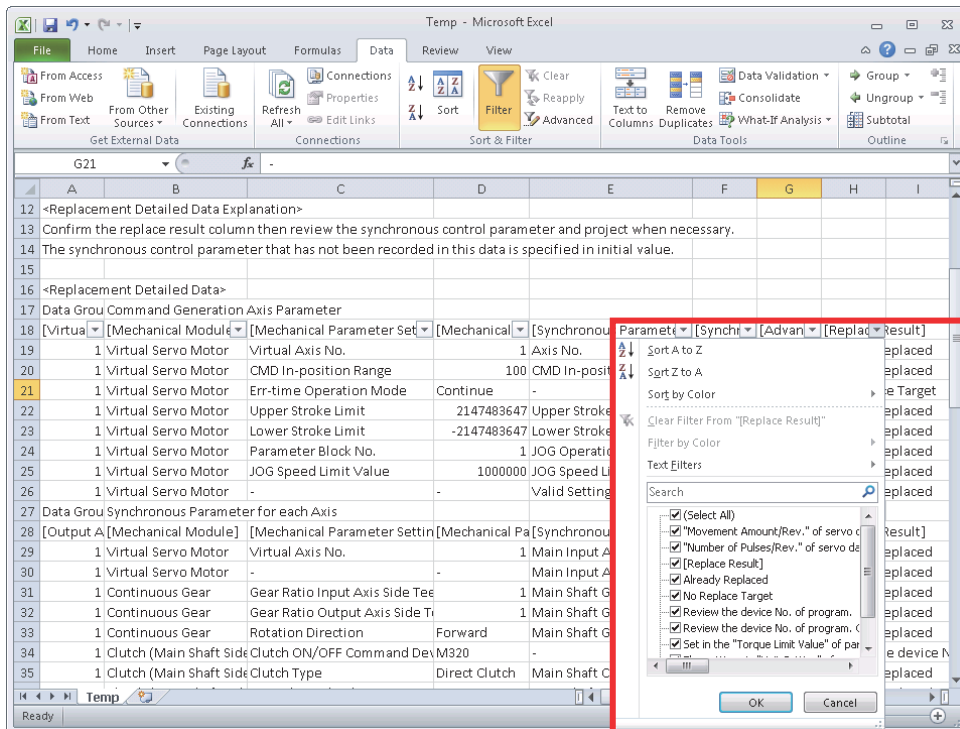 Temp - Microsoft Excel
File Home Insert Page Layout Formulas Data Review View
From Access
From Web
From Text
From Other Sources
Existing Connections
Get External Data
Refresh All
Connections
Properties
Edit Links
Connections
Sort
Filter
Clear
Reapply
Advanced
Sort & Filter
Text to Columns
Remove Duplicates
Data Validation
Consolidate
What-If Analysis
Data Tools
Group
Ungroup
Subtotal
Outline
G21 fx -
A B C D E F G H I
12 <Replacement Detailed Data Explanation>
13 Confirm the replace result column then review the synchronous control parameter and project when necessary.
14 The synchronous control parameter that has not been recorded in this data is specified in initial value.
15
16 <Replacement Detailed Data>
17 Data Grou Command Generation Axis Parameter
18 [Virtua [Mechanical Module [Mechanical Parameter Set [Mechanical [Synchronou Paramete [Synchr [Advan [Replac Result]
19 1 Virtual Servo Motor Virtual Axis No. 1 Axis No. eplaced
20 1 Virtual Servo Motor CMD In-position Range 100 CMD In-posit eplaced
21 1 Virtual Servo Motor Err-time Operation Mode Continue - e Target
22 1 Virtual Servo Motor Upper Stroke Limit 2147483647 Upper Stroke eplaced
23 1 Virtual Servo Motor Lower Stroke Limit -2147483647 Lower Stroke eplaced
24 1 Virtual Servo Motor Parameter Block No. 1 JOG Operatio eplaced
25 1 Virtual Servo Motor JOG Speed Limit Value 1000000 JOG Speed Li eplaced
26 1 Virtual Servo Motor - - Valid Setting eplaced
27 Data Grou Synchronous Parameter for each Axis
28 [Output A [Mechanical Module] [Mechanical Parameter Settin [Mechanical Pa [Synchronou Result]
29 1 Virtual Servo Motor Virtual Axis No. 1 Main Input A eplaced
30 1 Virtual Servo Motor - - Main Input A eplaced
31 1 Continuous Gear Gear Ratio Input Axis Side Tee 1 Main Shaft G eplaced
32 1 Continuous Gear Gear Ratio Output Axis Side T 1 Main Shaft G eplaced
33 1 Continuous Gear Rotation Direction Forward Main Shaft G eplaced
34 1 Clutch (Main Shaft Side Clutch ON/OFF Command Dev M320 - e device N
35 1 Clutch (Main Shaft Side Clutch Type Direct Clutch Main Shaft C eplaced
Sort A to Z
Sort Z to A
Sort by Color
Clear Filter From "[Replace Result]"
Filter by Color
Text Filters
Search
(Select All)
"Movement Amount/Rev." of servo d
"Number of Pulses/Rev." of servo da
[Replace Result]
Already Replaced
No Replace Target
Review the device No. of program.
Review the device No. of program. C
Set in the "Torque Limit Value" of par
OK Cancel
Temp
Ready